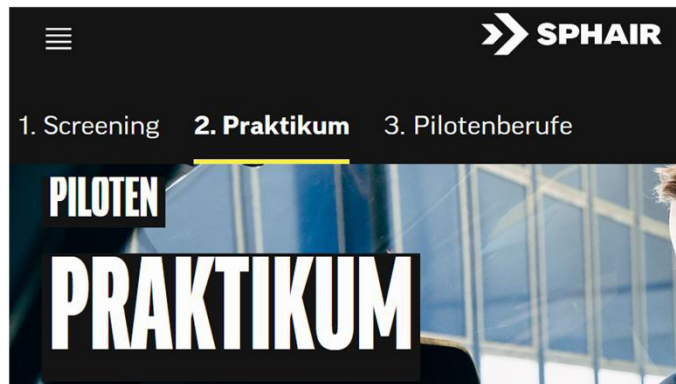 SPHAIR
1. Screening 2. Praktikum 3. Pilotenberufe
PILOTEN
PRAKTIKUM